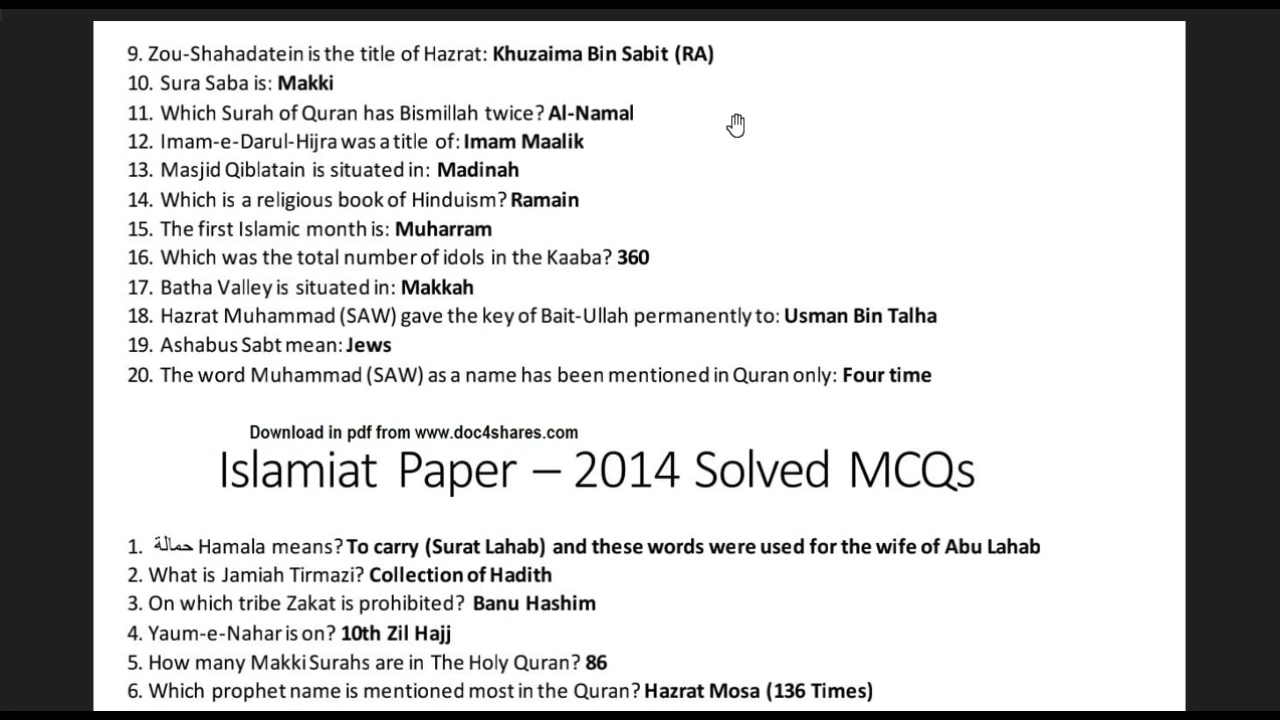 9. Zou-Shahadatein is the title of Hazrat: Khuzaima Bin Sabit (RA)
10. Sura Saba is: Makki
11. Which Surah of Quran has Bismillah twice? Al-Namal
12. Imam-e-Darul-Hijra was a title of: Imam Maalik
13. Masjid Qiblatain is situated in: Madinah
14. Which is a religious book of Hinduism? Ramain
15. The first Islamic month is: Muharram
16. Which was the total number of idols in the Kaaba? 360
17. Batha Valley is situated in: Makkah
18. Hazrat Muhammad (SAW) gave the key of Bait-Ullah permanently to: Usman Bin Talha
19. Ashabus Sabt mean: Jews
20. The word Muhammad (SAW) as a name has been mentioned in Quran only: Four time
Download in pdf from www.doc4shares.com
Islamiat Paper – 2014 Solved MCQs
1. حمالة Hamala means? To carry (Surat Lahab) and these words were used for the wife of Abu Lahab
2. What is Jamiah Tirmazi? Collection of Hadith
3. On which tribe Zakat is prohibited? Banu Hashim
4. Yaum-e-Nahar is on? 10th Zil Hajj
5. How many Makki Surahs are in The Holy Quran? 86
6. Which prophet name is mentioned most in the Quran? Hazrat Mosa (136 Times)